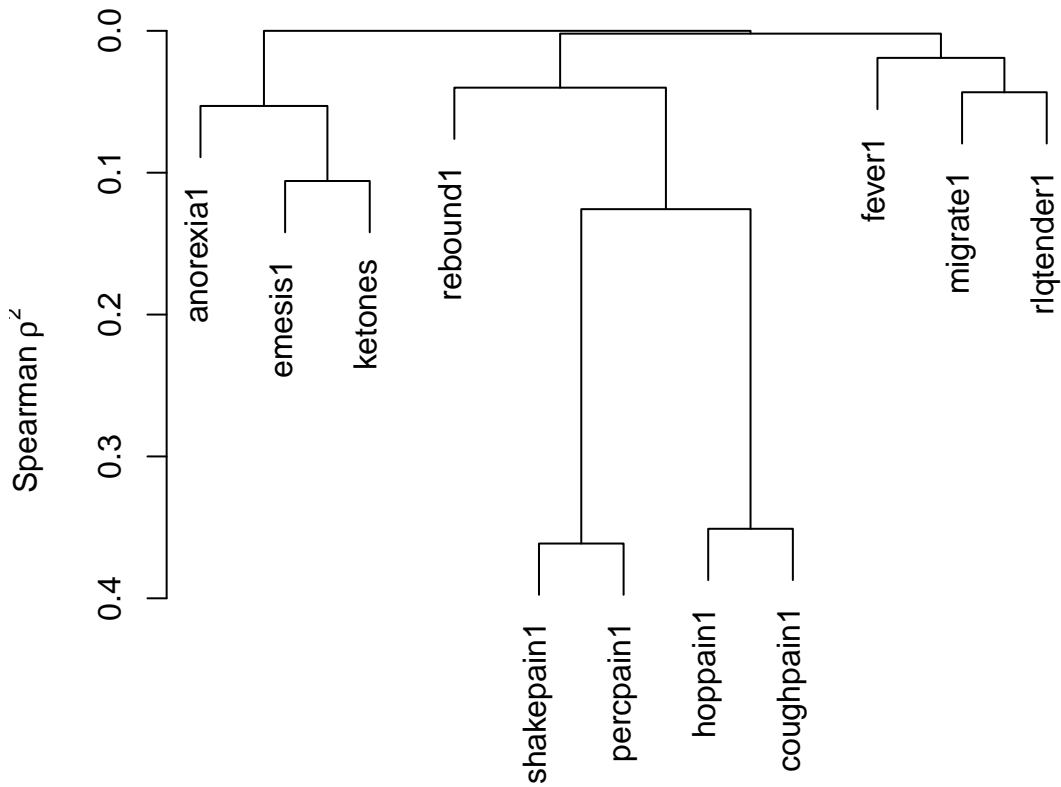 0.0
0.1
0.2
0.3
0.4
Spearman ρ²
anorexia1
emesis1
ketones
rebound1
shakepain1
percpain1
hoppain1
coughpain1
fever1
migrate1
rlqtender1